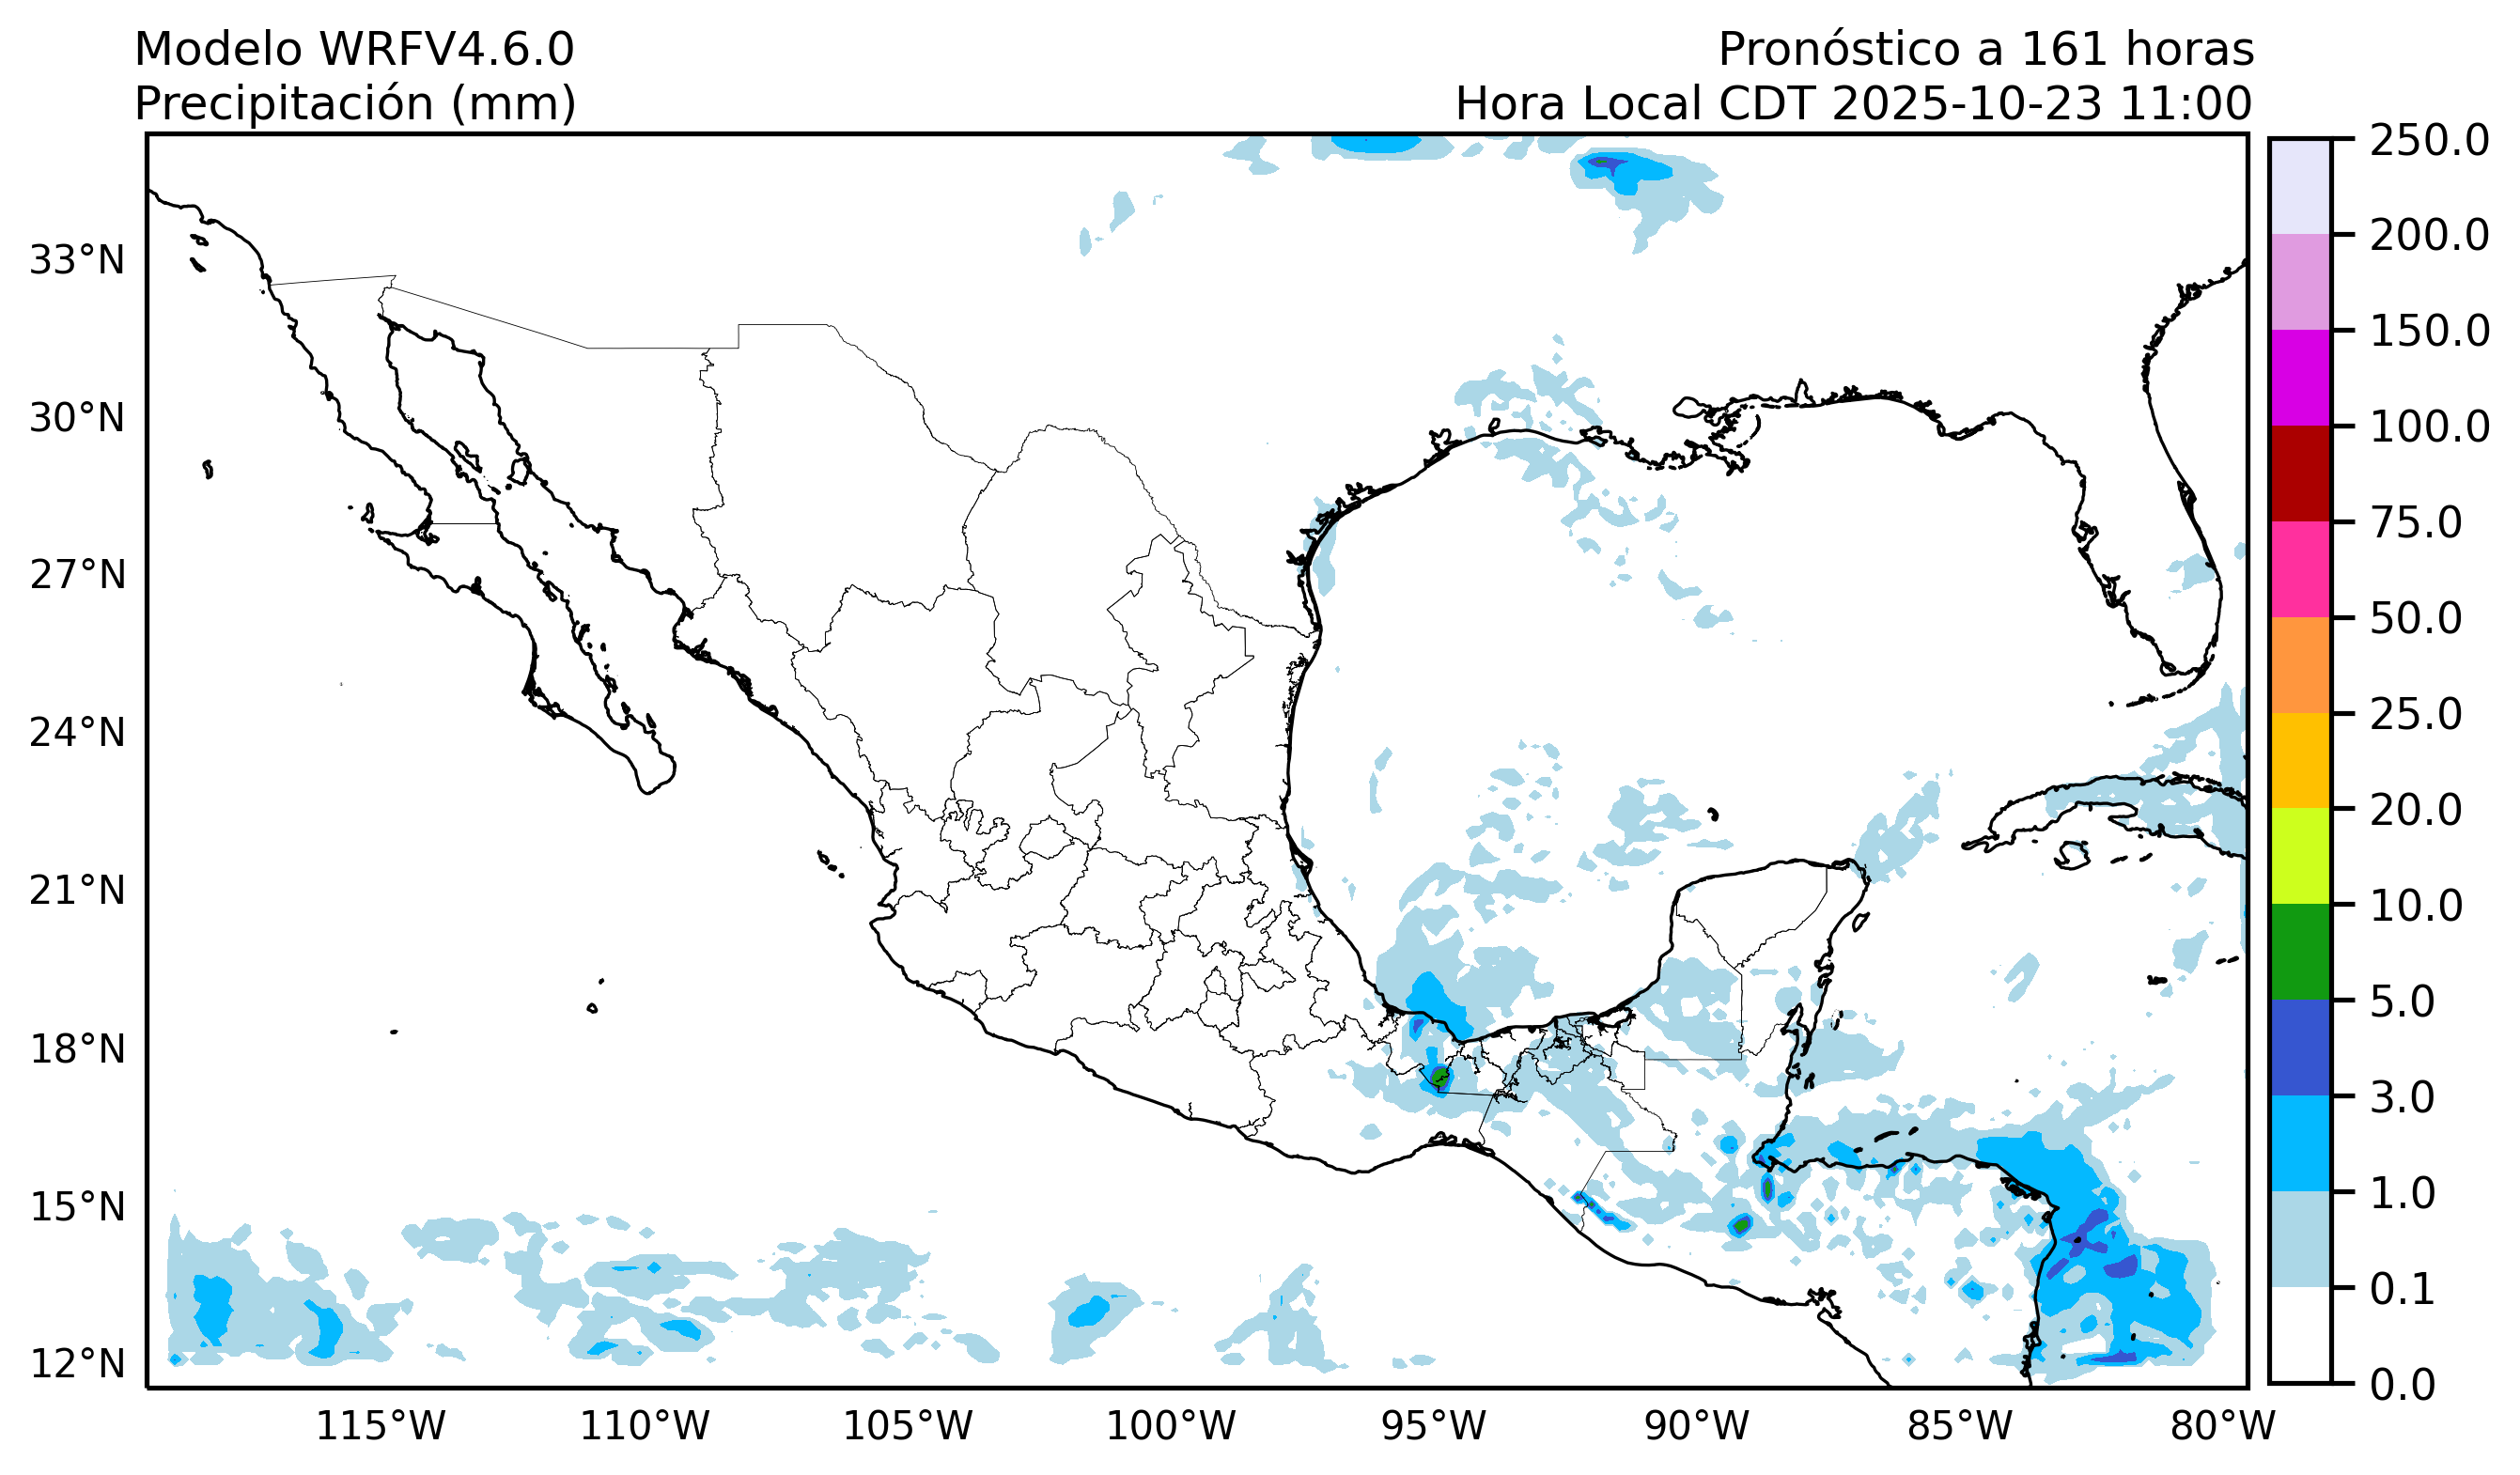 Modelo WRFV4.6.0
Precipitación (mm)
Pronóstico a 161 horas
Hora Local CDT 2025-10-23 11:00
33°N
30°N
27°N
24°N
21°N
18°N
15°N
12°N
115°W
110°W
105°W
100°W
95°W
90°W
85°W
80°W
250.0
200.0
150.0
100.0
75.0
50.0
25.0
20.0
10.0
5.0
3.0
1.0
0.1
0.0